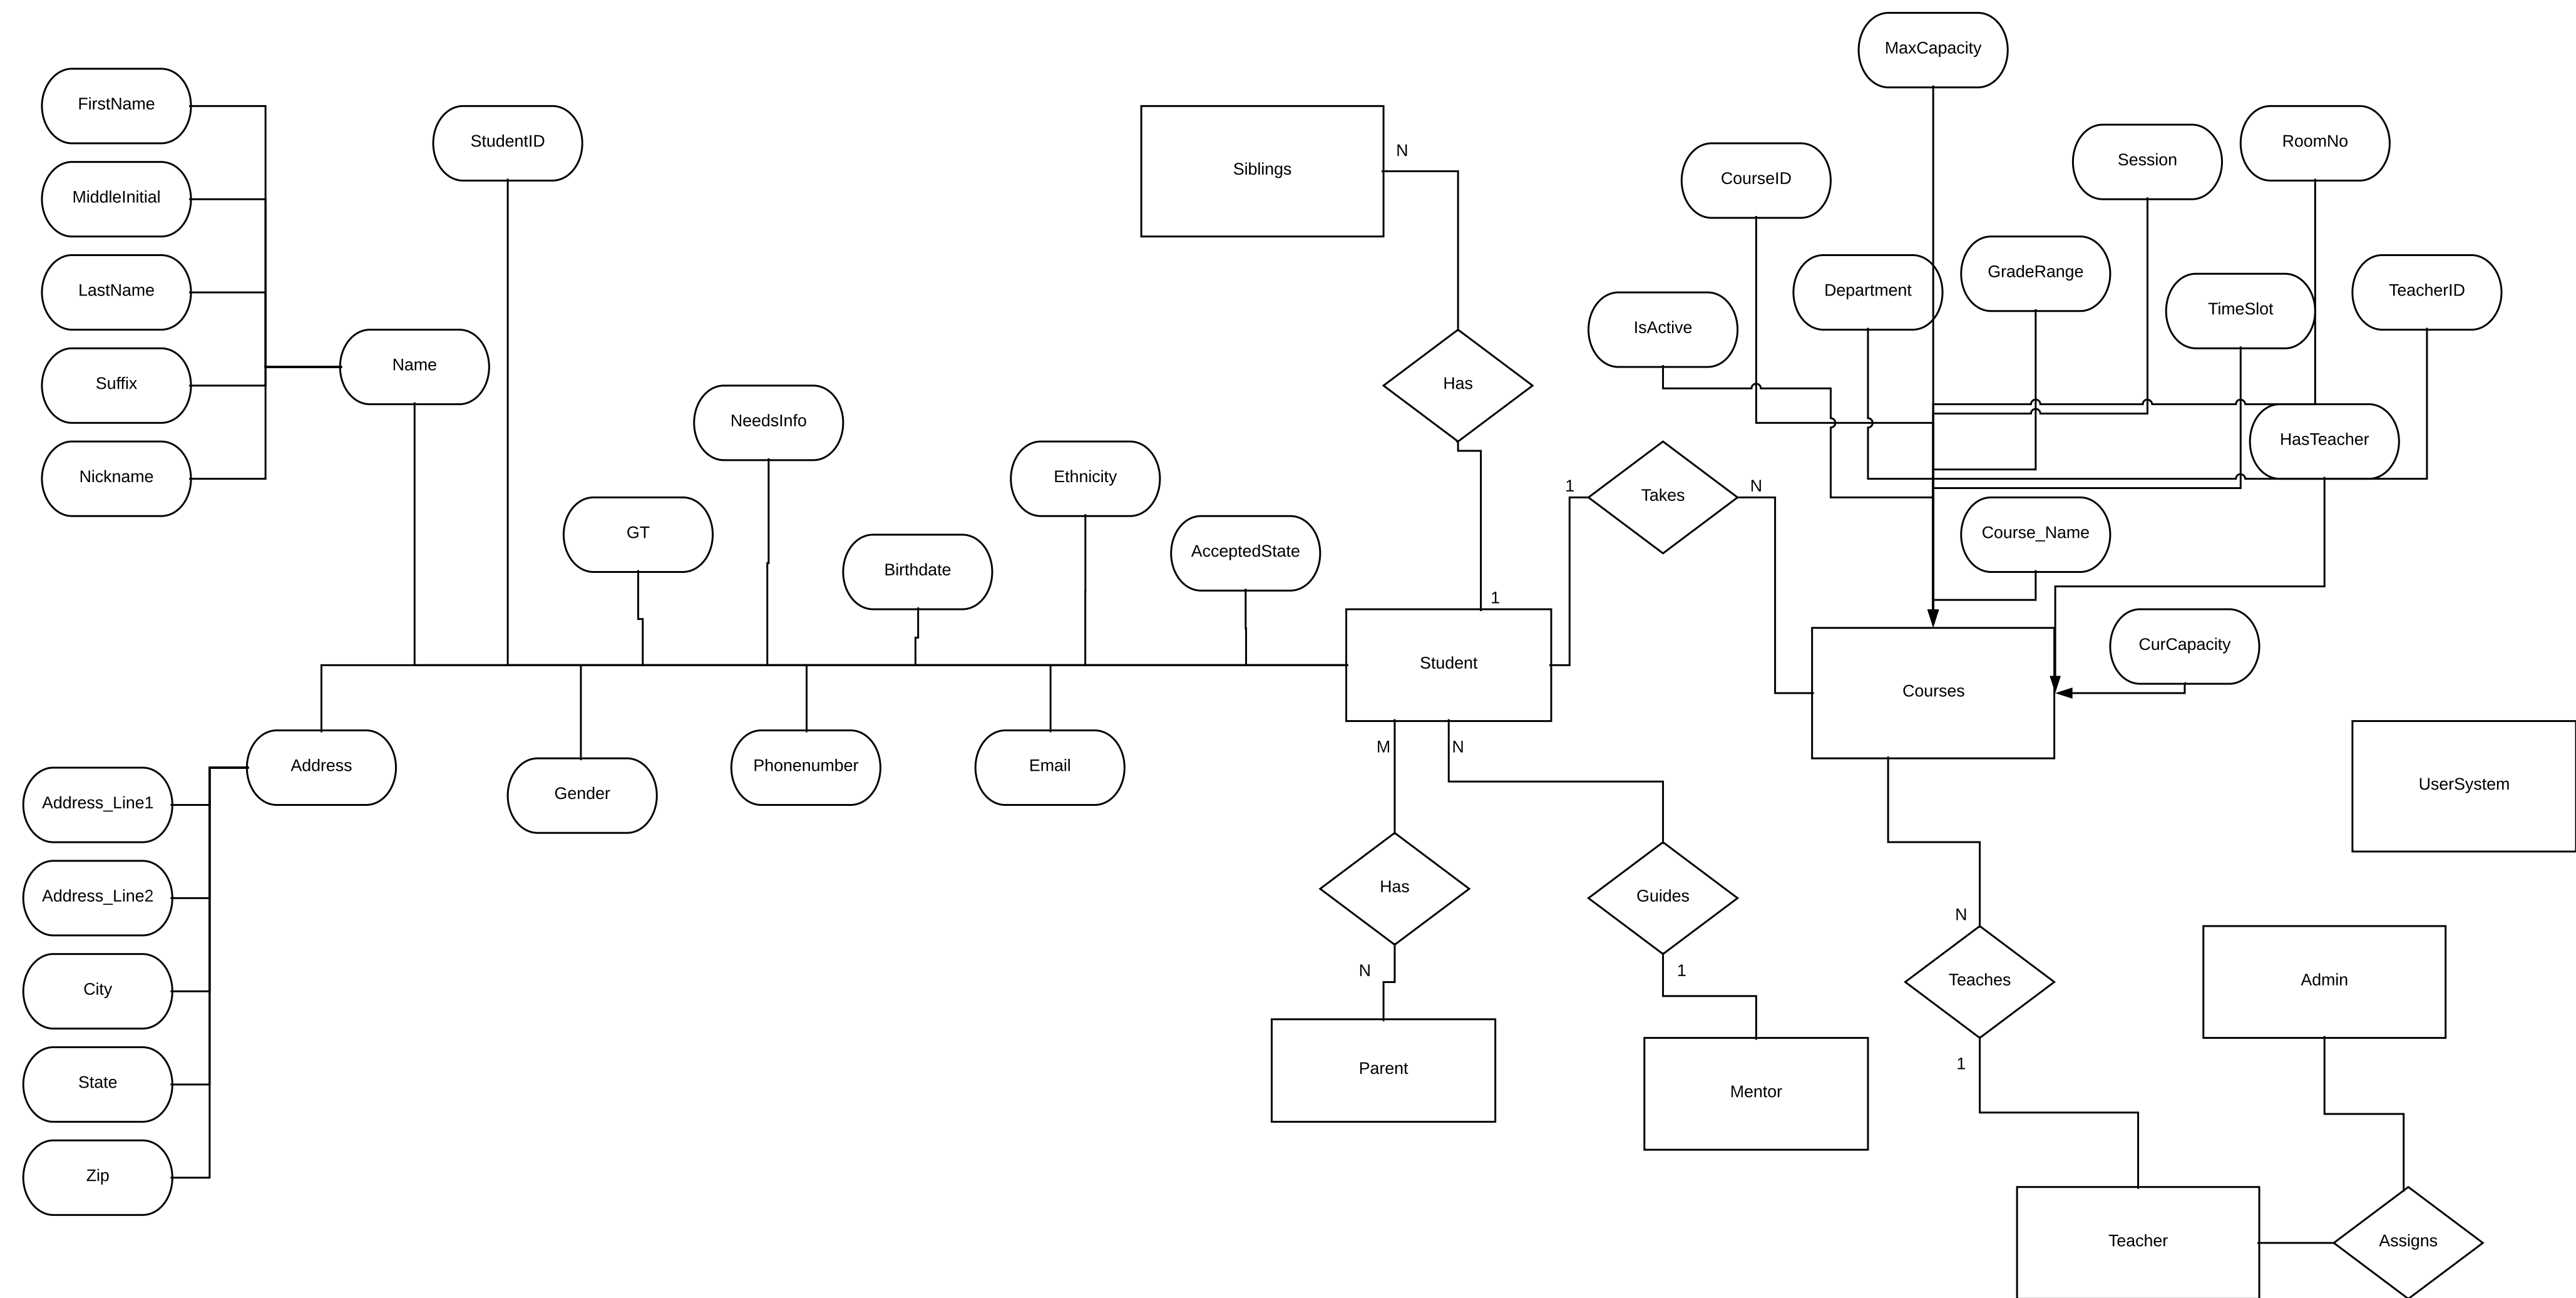 MaxCapacity
FirstName
StudentID
RoomNo
N
Session
Siblings
CourseID
MiddleInitial
GradeRange
LastName
Department
TeacherID
TimeSlot
IsActive
Name
Suffix
Has
NeedsInfo
HasTeacher
Nickname
Ethnicity
1
Takes
N
GT
Course_Name
AcceptedState
Birthdate
1
CurCapacity
Student
Courses
M
N
Address
Phonenumber
Email
UserSystem
Gender
Address_Line1
Has
Address_Line2
Guides
N
N
1
Teaches
Admin
City
1
Parent
State
Mentor
Zip
Teacher
Assigns